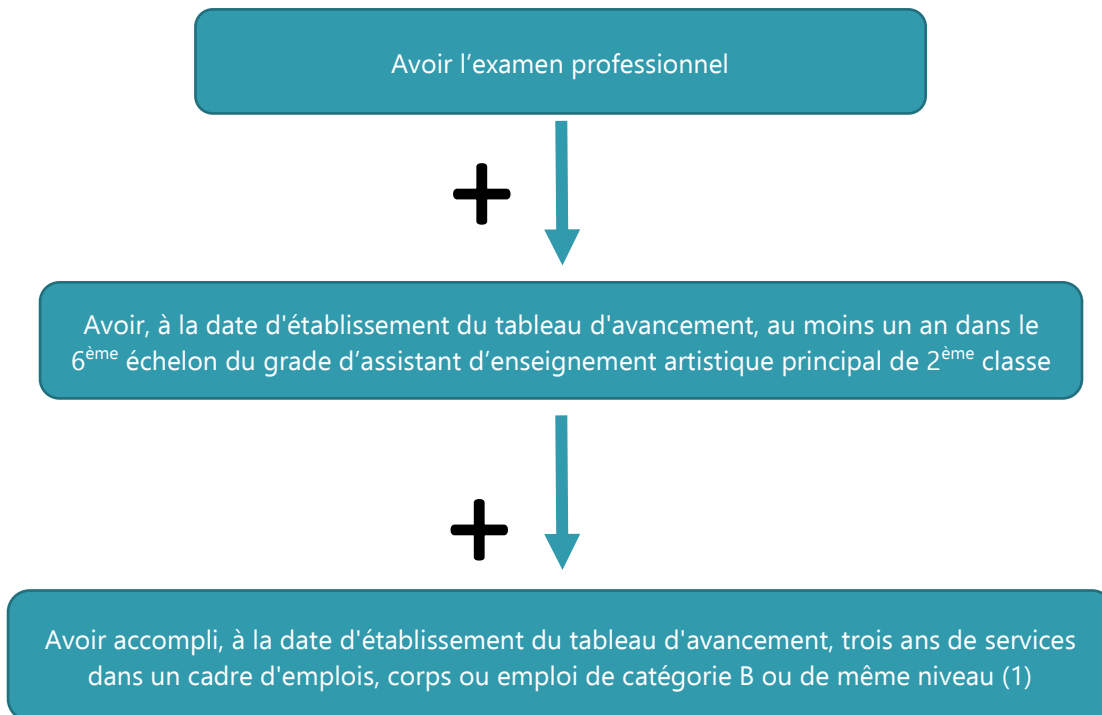 Avoir l’examen professionnel
+
Avoir, à la date d'établissement du tableau d'avancement, au moins un an dans le
6ème échelon du grade d’assistant d’enseignement artistique principal de 2ème classe
+
Avoir accompli, à la date d'établissement du tableau d'avancement, trois ans de services
dans un cadre d'emplois, corps ou emploi de catégorie B ou de même niveau (1)